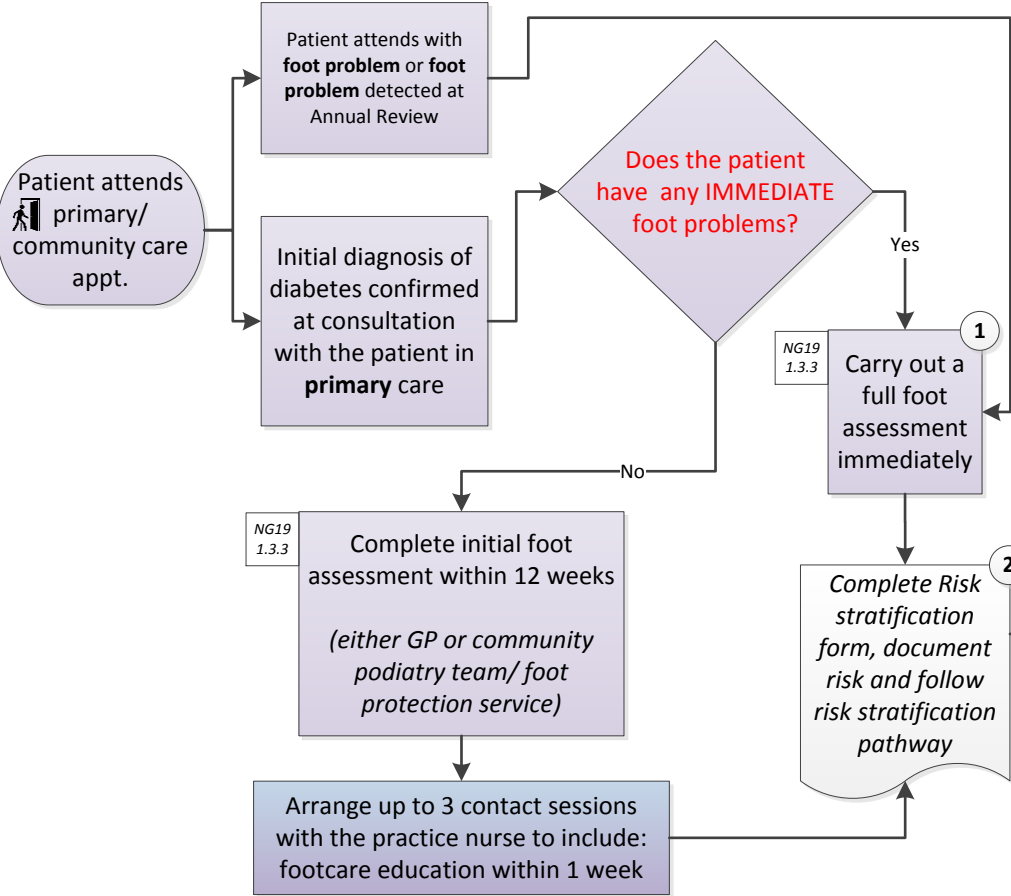 Patient attends with
foot problem or foot
problem detected at
Annual Review
Patient attends
primary/
community care
appt.
Initial diagnosis of
diabetes confirmed
at consultation
with the patient in
primary care
Does the patient
have any IMMEDIATE
foot problems?
Yes
No
1
NG19
1.3.3
Carry out a
full foot
assessment
immediately
NG19
1.3.3
Complete initial foot
assessment within 12 weeks
(either GP or community
podiatry team/ foot
protection service)
2
Complete Risk
stratification
form, document
risk and follow
risk stratification
pathway
Arrange up to 3 contact sessions
with the practice nurse to include:
footcare education within 1 week